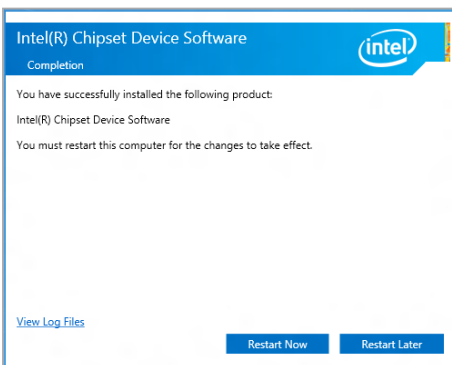 Intel(R) Chipset Device Software
intel
Completion
You have successfully installed the following product:
Intel(R) Chipset Device Software
You must restart this computer for the changes to take effect.
View Log Files
Restart Now
Restart Later